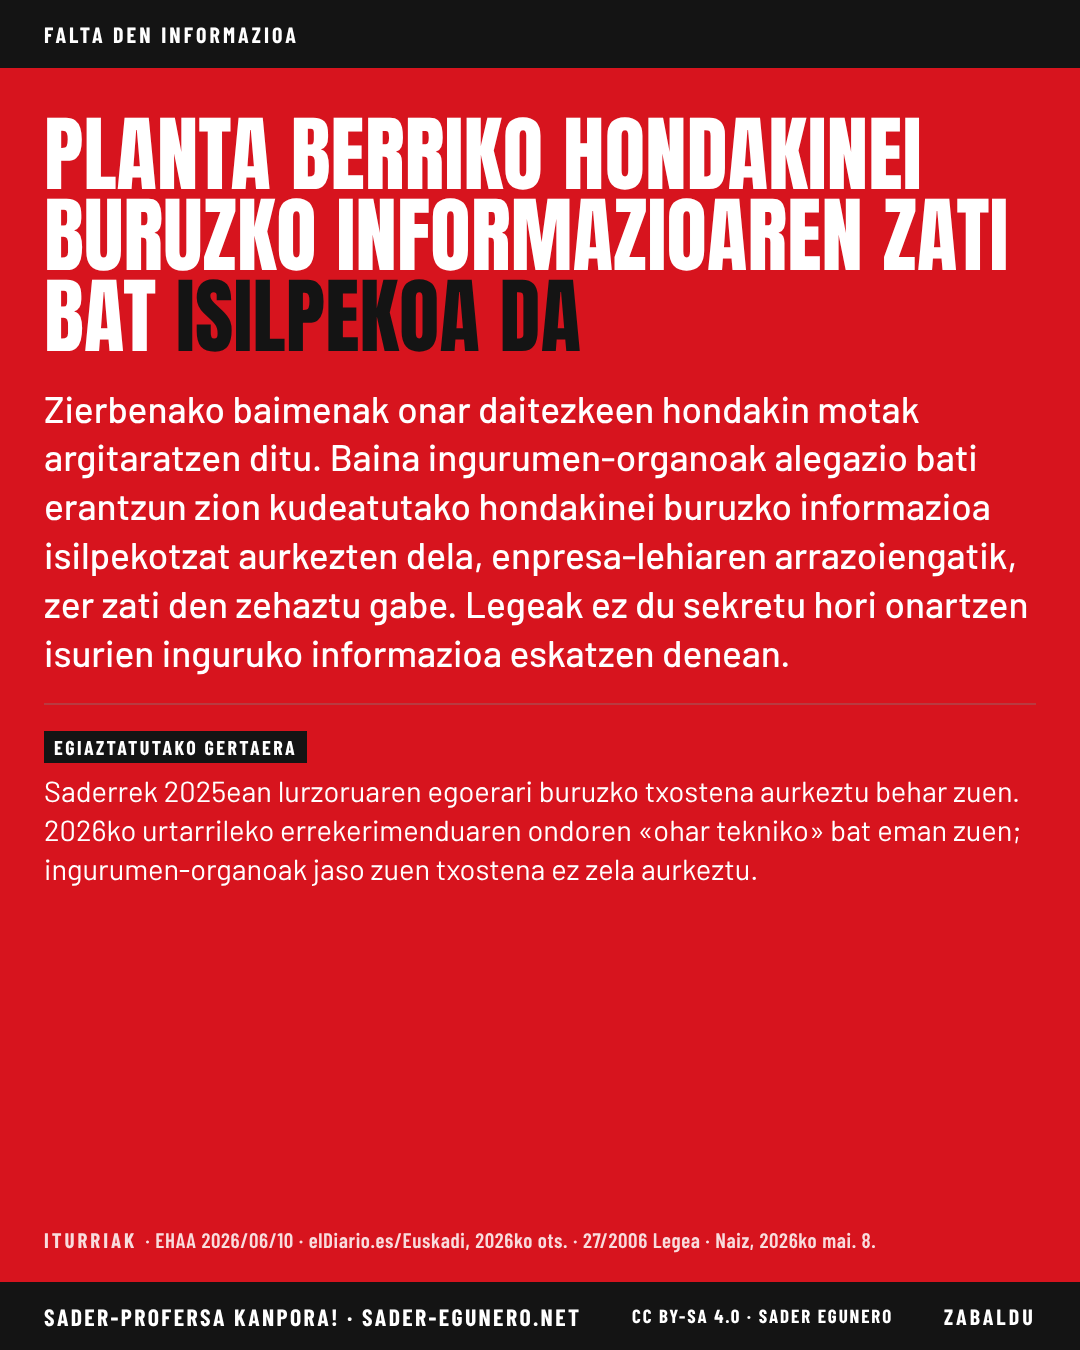 FALTA DEN INFORMAZIOA
PLANTA BERRIKO HONDAKINEI
BURUZKO INFORMAZIOAREN ZATI
BAT ISILPEKOA DA
Zierbenako baimenak onar daitezkeen hondakin motak
argitaratzen ditu. Baina ingurumen-organoak alegazio bati
erantzun zion kudeatutako hondakinei buruzko informazioa
isilpekotzat aurkezten dela, enpresa-lehiaren arrazoiengatik,
zer zati den zehaztu gabe. Legeak ez du sekretu hori onartzen
isurien inguruko informazioa eskatzen denean.
EGIAZTATUTAKO GERTAERA
Saderrek 2025ean lurzoruaren egoerari buruzko txostena aurkeztu behar zuen.
2026ko urtarrileko errekerimenduaren ondoren «ohar tekniko» bat eman zuen;
ingurumen-organoak jaso zuen txostena ez zela aurkeztu.
ITURRIAK · EHAA 2026/06/10 · elDiario.es/Euskadi, 2026ko ots. · 27/2006 Legea · Naiz, 2026ko mai. 8.
SADER-PROFERSA KANPORA! · SADER-EGUNERO.NET CC BY-SA 4.0 · SADER EGUNERO ZABALDU